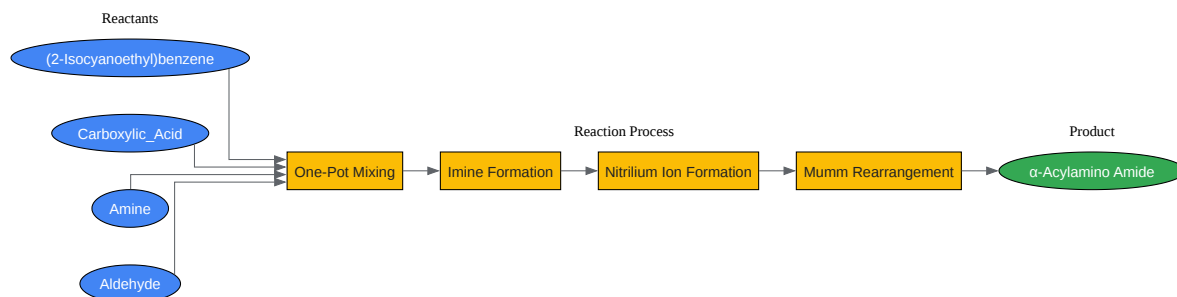 Reactants
(2-Isocyanoethyl)benzene
Carboxylic_Acid
Amine
Aldehyde
Reaction Process
One-Pot Mixing
Imine Formation
Nitrilium Ion Formation
Mumm Rearrangement
Product
α-Acylamino Amide